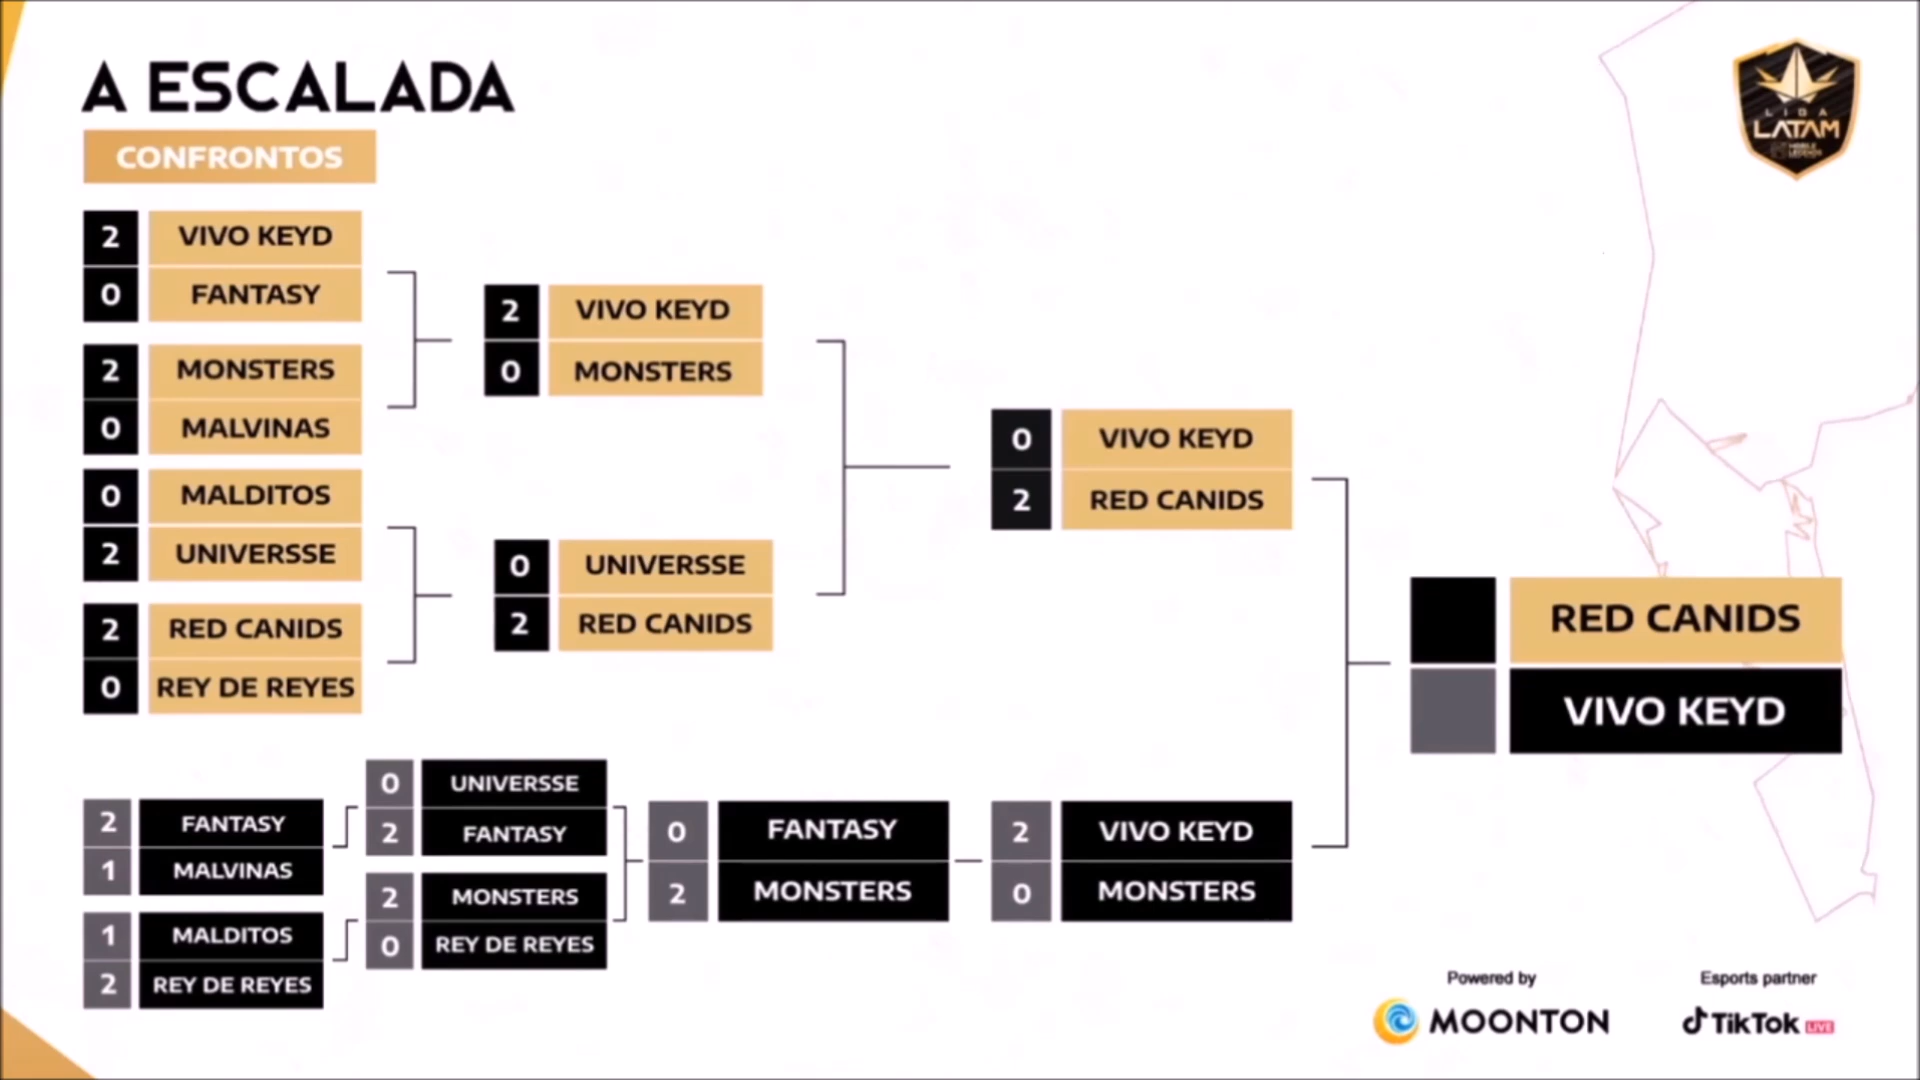 A ESCALADA
CONFRONTOS
LIGA
LATAM
MOBILE
LEGENDS
2 VIVO KEYD
0 FANTASY
2 MONSTERS
0 MALVINAS
0 MALDITOS
2 UNIVERSSE
2 RED CANIDS
0 REY DE REYES
2 VIVO KEYD
0 MONSTERS
0 UNIVERSSE
2 RED CANIDS
0 VIVO KEYD
2 RED CANIDS
RED CANIDS
VIVO KEYD
2 FANTASY
1 MALVINAS
1 MALDITOS
2 REY DE REYES
0 UNIVERSSE
2 FANTASY
2 MONSTERS
0 REY DE REYES
0 FANTASY
2 MONSTERS
2 VIVO KEYD
0 MONSTERS
Powered by
MOONTON
Esports partner
TikTok LIVE